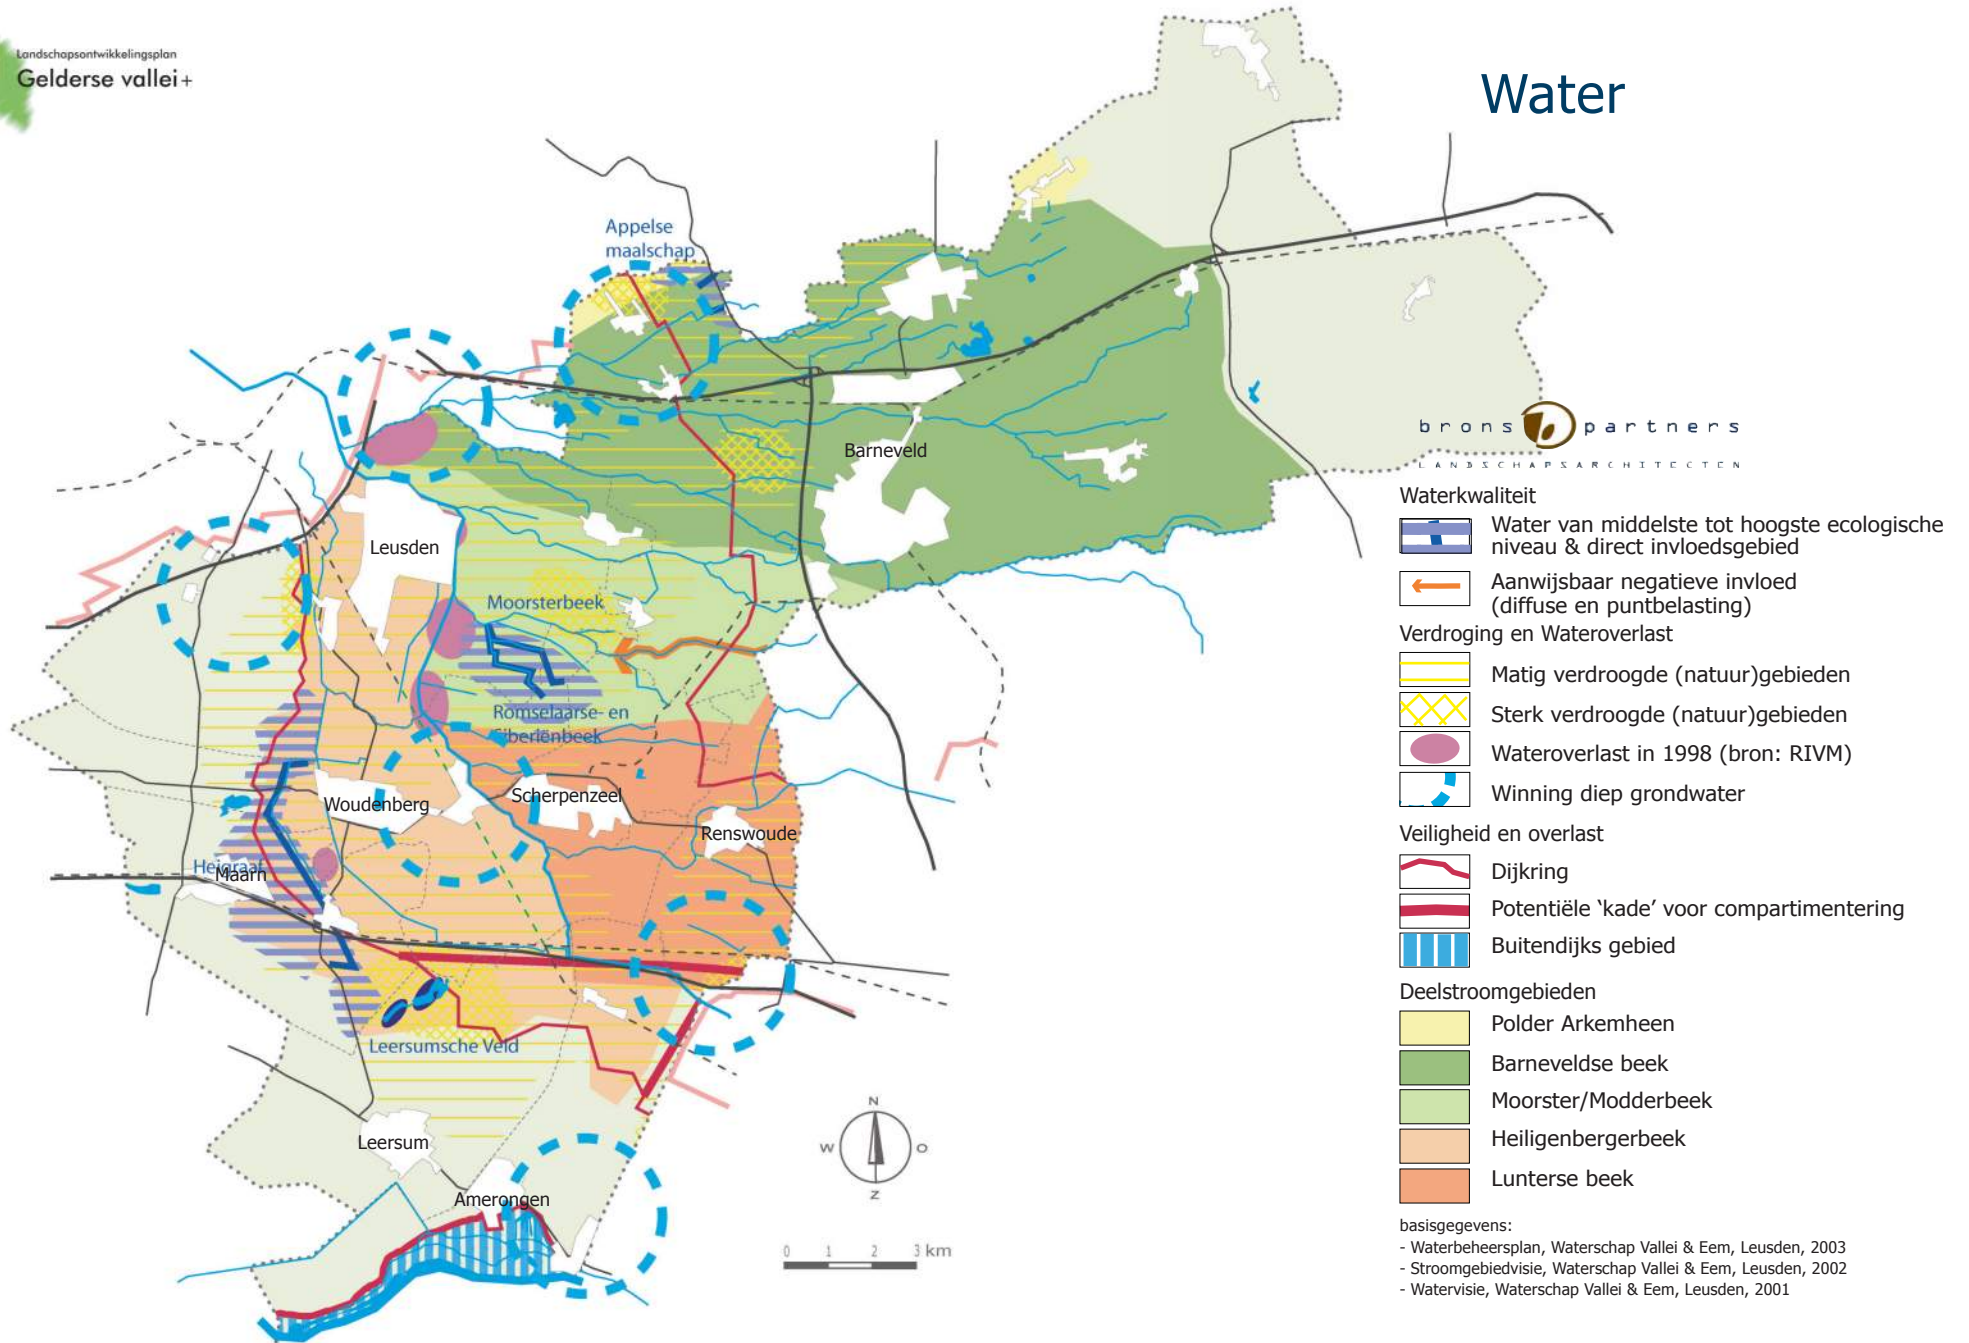 Landschapsontwikkelingsplan
Gelderse vallei+
Water
Appelse
maalschap
Barneveld
Leusden
Moorsterbeek
Romselaarse- en
Siberiënbeek
Woudenberg
Scherpenzeel
Renswoude
Heigraaf
Maarn
Leersumsche Veld
Leersum
Amerongen
N
W
O
Z
0 1 2 3 km
brons partners
LANDSCHAPSARCHITECTEN
Waterkwaliteit
Water van middelste tot hoogste ecologische
niveau & direct invloedsgebied
Aanwijsbaar negatieve invloed
(diffuse en puntbelasting)
Verdroging en Wateroverlast
Matig verdroogde (natuur)gebieden
Sterk verdroogde (natuur)gebieden
Wateroverlast in 1998 (bron: RIVM)
Winning diep grondwater
Veiligheid en overlast
Dijkring
Potentiële ‘kade’ voor compartimentering
Buitendijks gebied
Deelstroomgebieden
Polder Arkemheen
Barneveldse beek
Moorster/Modderbeek
Heiligenbergerbeek
Lunterse beek
basisgegevens:
- Waterbeheersplan, Waterschap Vallei & Eem, Leusden, 2003
- Stroomgebiedvisie, Waterschap Vallei & Eem, Leusden, 2002
- Watervisie, Waterschap Vallei & Eem, Leusden, 2001